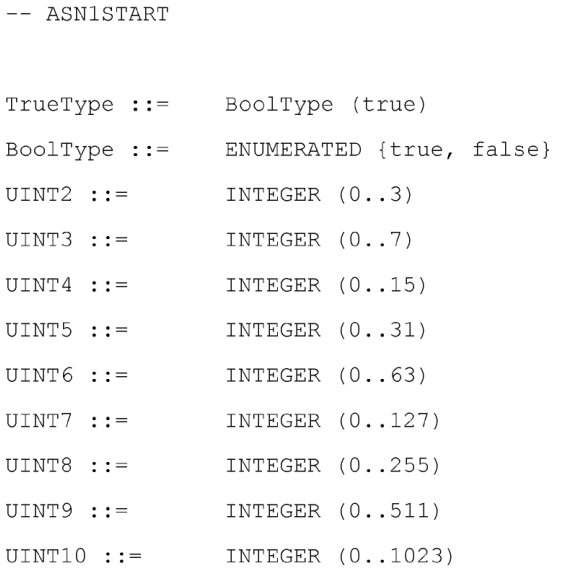 -- ASN1START
TrueType ::= BoolType (true)
BoolType ::= ENUMERATED {true, false}
UINT2 ::= INTEGER (0..3)
UINT3 ::= INTEGER (0..7)
UINT4 ::= INTEGER (0..15)
UINT5 ::= INTEGER (0..31)
UINT6 ::= INTEGER (0..63)
UINT7 ::= INTEGER (0..127)
UINT8 ::= INTEGER (0..255)
UINT9 ::= INTEGER (0..511)
UINT10 ::= INTEGER (0..1023)